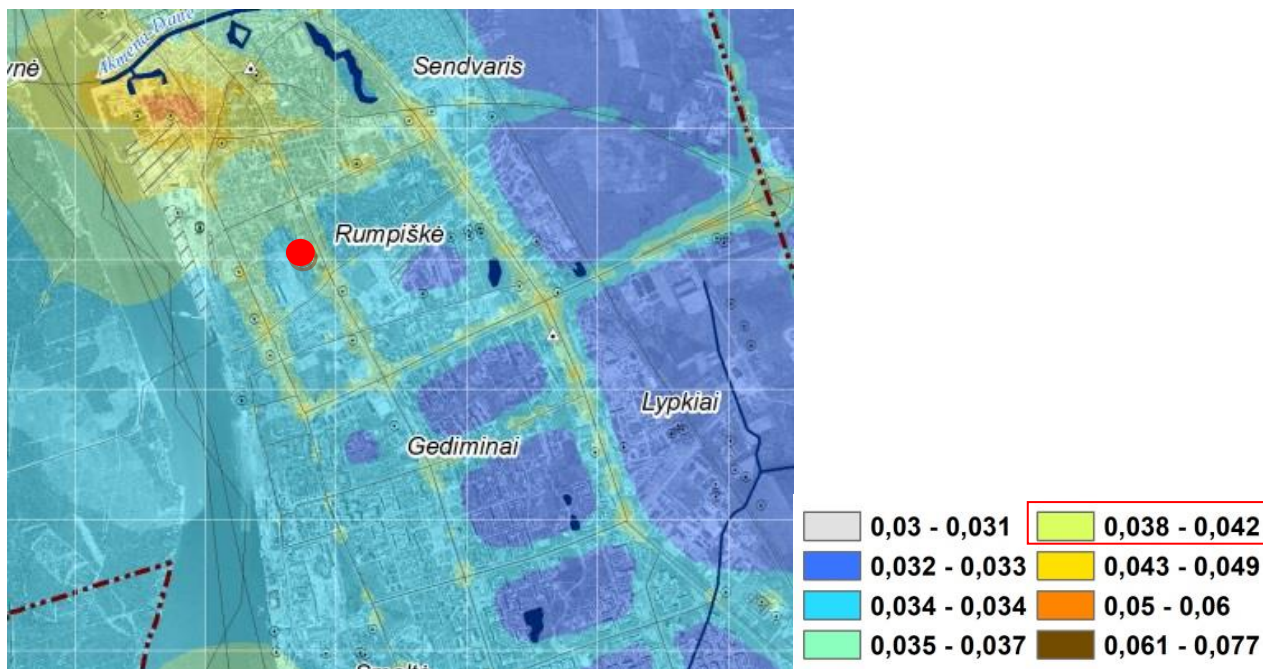 Akmena-Danė
ynė
Sendvaris
Rumpiškė
Lypkiai
Gediminai
0,03 - 0,031
0,032 - 0,033
0,034 - 0,034
0,035 - 0,037
0,038 - 0,042
0,043 - 0,049
0,05 - 0,06
0,061 - 0,077